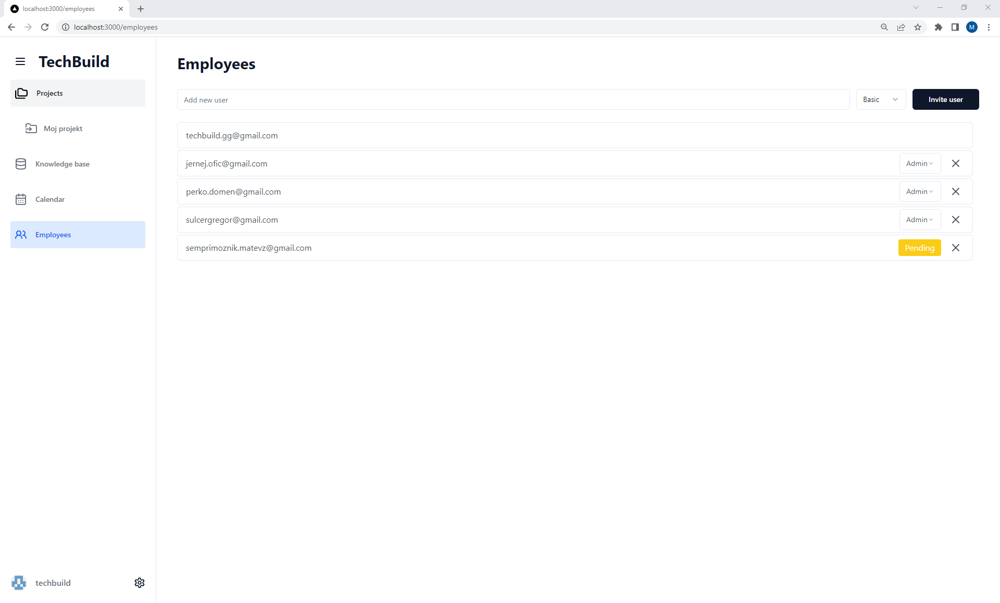 localhost:3000/employees
localhost:3000/employees
M
TechBuild
Projects
Moj projekt
Knowledge base
Calendar
Employees
techbuild
Employees
Add new user
Basic
Invite user
techbuild.gg@gmail.com
jernej.ofic@gmail.com Admin
perko.domen@gmail.com Admin
sulcergregor@gmail.com Admin
semprimoznik.matevz@gmail.com Pending